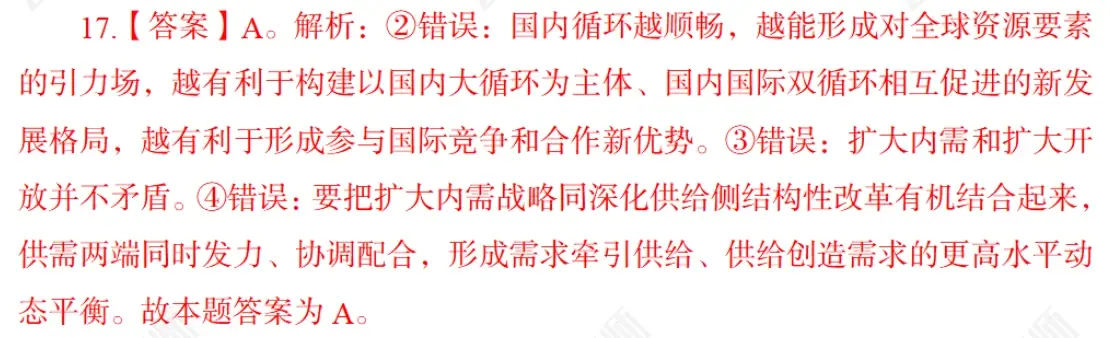 17.【答案】A。解析：②错误：国内循环越顺畅，越能形成对全球资源要素
的引力场，越有利于构建以国内大循环为主体、国内国际双循环相互促进的新发
展格局，越有利于形成参与国际竞争和合作新优势。③错误：扩大内需和扩大开
放并不矛盾。④错误：要把扩大内需战略同深化供给侧结构性改革有机结合起来，
供需两端同时发力、协调配合，形成需求牵引供给、供给创造需求的更高水平动
态平衡。故本题答案为 A。